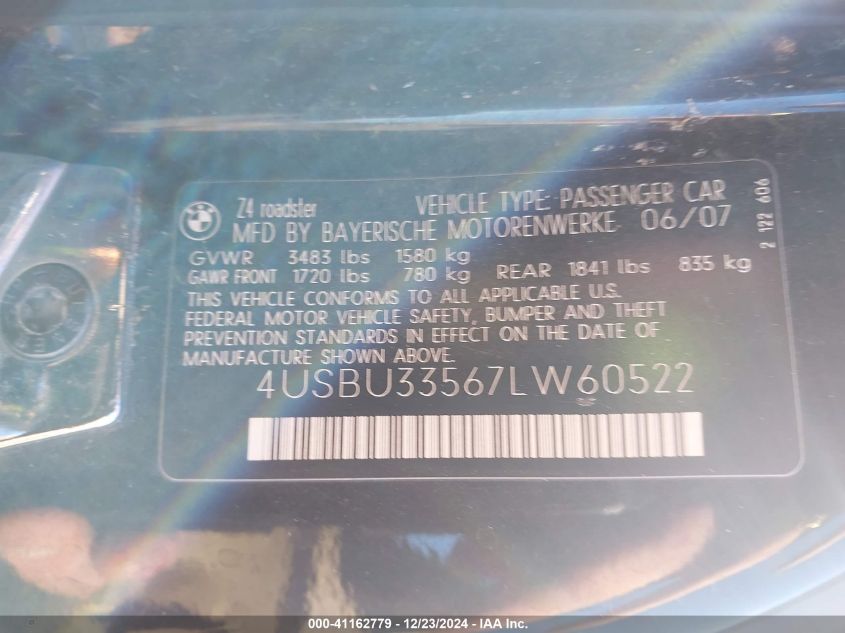 Z4 roadster VEHICLE TYPE: PASSENGER CAR
MFD BY BAYERISCHE MOTORENWERKE 06/07
GVWR 3483 lbs 1580 kg
GAWR FRONT 1720 lbs 780 kg REAR 1841 lbs 835 kg
THIS VEHICLE CONFORMS TO ALL APPLICABLE U.S.
FEDERAL MOTOR VEHICLE SAFETY, BUMPER AND THEFT
PREVENTION STANDARDS IN EFFECT ON THE DATE OF
MANUFACTURE SHOWN ABOVE.
4USBU33567LW60522
2 122 606
000-41162779 - 12/23/2024 - IAA Inc.